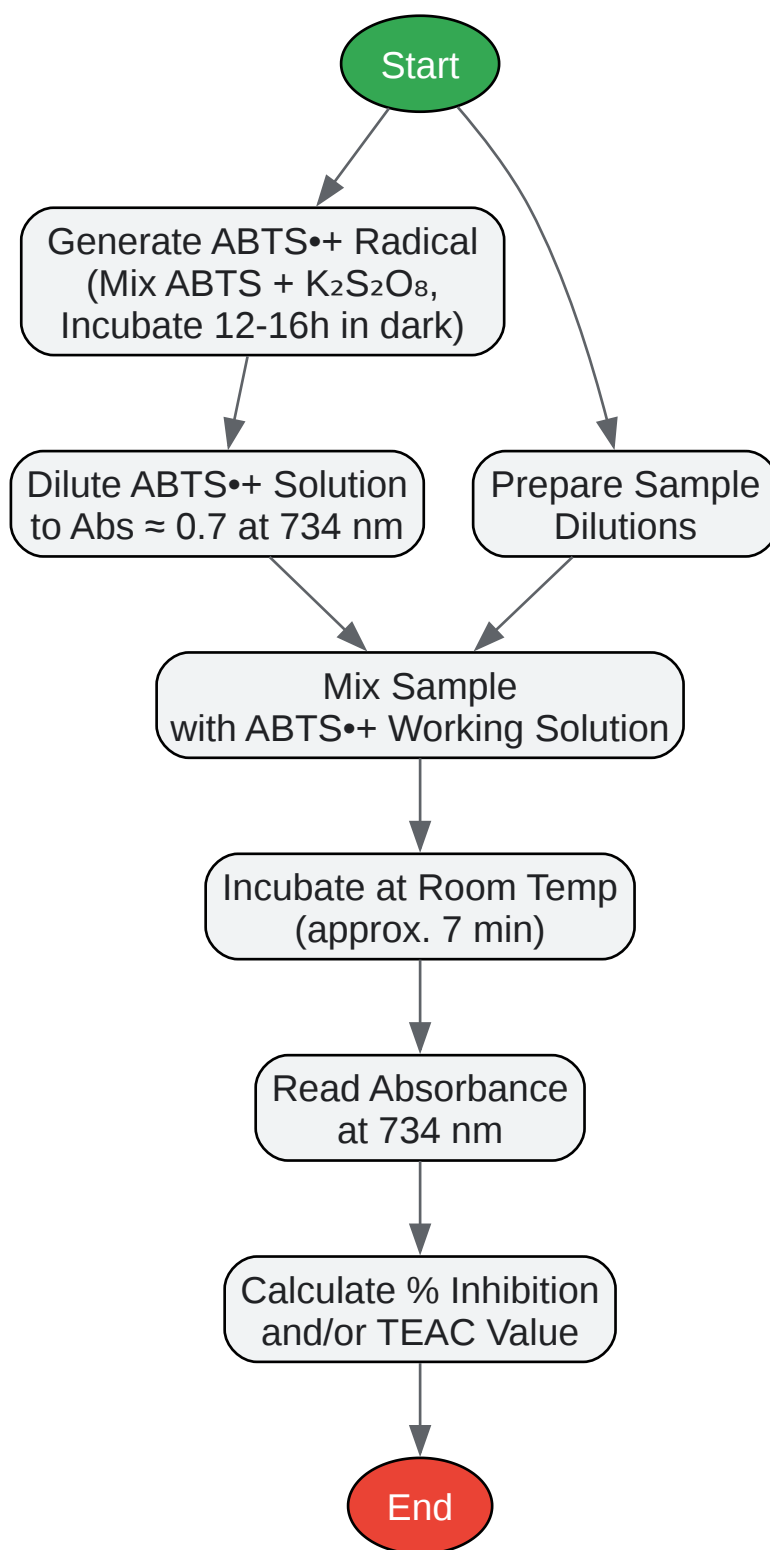 Start
Generate ABTS•+ Radical
(Mix ABTS + K₂S₂O₈,
Incubate 12-16h in dark)
Dilute ABTS•+ Solution
to Abs ≈ 0.7 at 734 nm
Prepare Sample
Dilutions
Mix Sample
with ABTS•+ Working Solution
Incubate at Room Temp
(approx. 7 min)
Read Absorbance
at 734 nm
Calculate % Inhibition
and/or TEAC Value
End